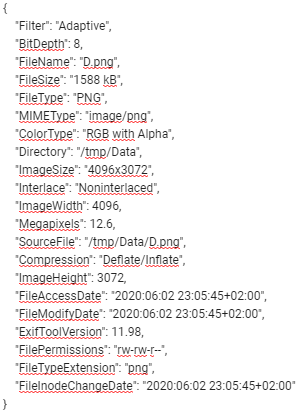 {
"Filter": "Adaptive",
"BitDepth": 8,
"FileName": "D.png",
"FileSize": "1588 kB",
"FileType": "PNG",
"MIMEType": "image/png",
"ColorType": "RGB with Alpha",
"Directory": "/tmp/Data",
"ImageSize": "4096x3072",
"Interlace": "Noninterlaced",
"ImageWidth": 4096,
"Megapixels": 12.6,
"SourceFile": "/tmp/Data/D.png",
"Compression": "Deflate/Inflate",
"ImageHeight": 3072,
"FileAccessDate": "2020:06:02 23:05:45+02:00",
"FileModifyDate": "2020:06:02 23:05:45+02:00",
"ExifToolVersion": 11.98,
"FilePermissions": "rw-rw-r--",
"FileTypeExtension": "png",
"FileInodeChangeDate": "2020:06:02 23:05:45+02:00"
}